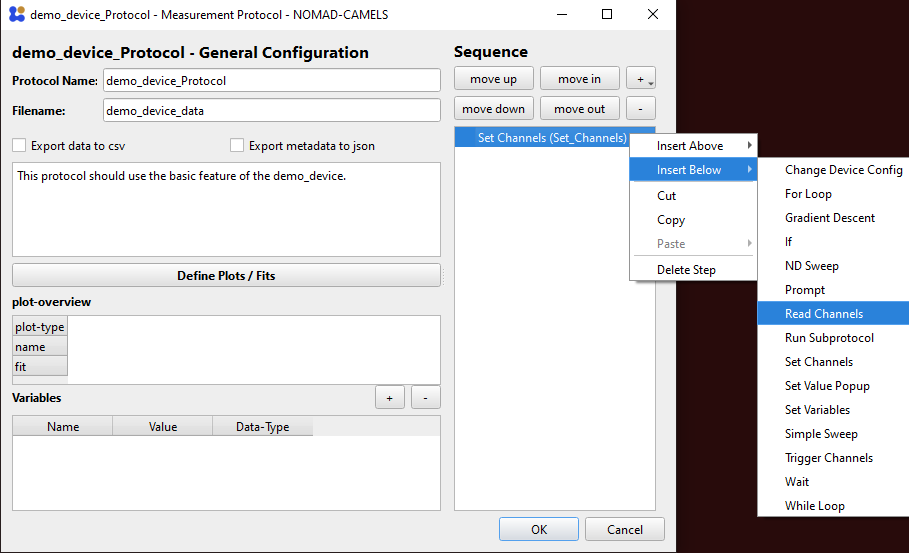 demo_device_Protocol - Measurement Protocol - NOMAD-CAMELS
demo_device_Protocol - General Configuration
Protocol Name: demo_device_Protocol
Filename: demo_device_data
Export data to csv
Export metadata to json
This protocol should use the basic feature of the demo_device.
Define Plots / Fits
plot-overview
plot-type
name
fit
Variables
+ -
Name Value Data-Type
Sequence
move up move in +
move down move out -
Set Channels (Set_Channels)
Insert Above
Insert Below
Cut
Copy
Paste
Delete Step
Change Device Config
For Loop
Gradient Descent
If
ND Sweep
Prompt
Read Channels
Run Subprotocol
Set Channels
Set Value Popup
Set Variables
Simple Sweep
Trigger Channels
Wait
While Loop
OK Cancel